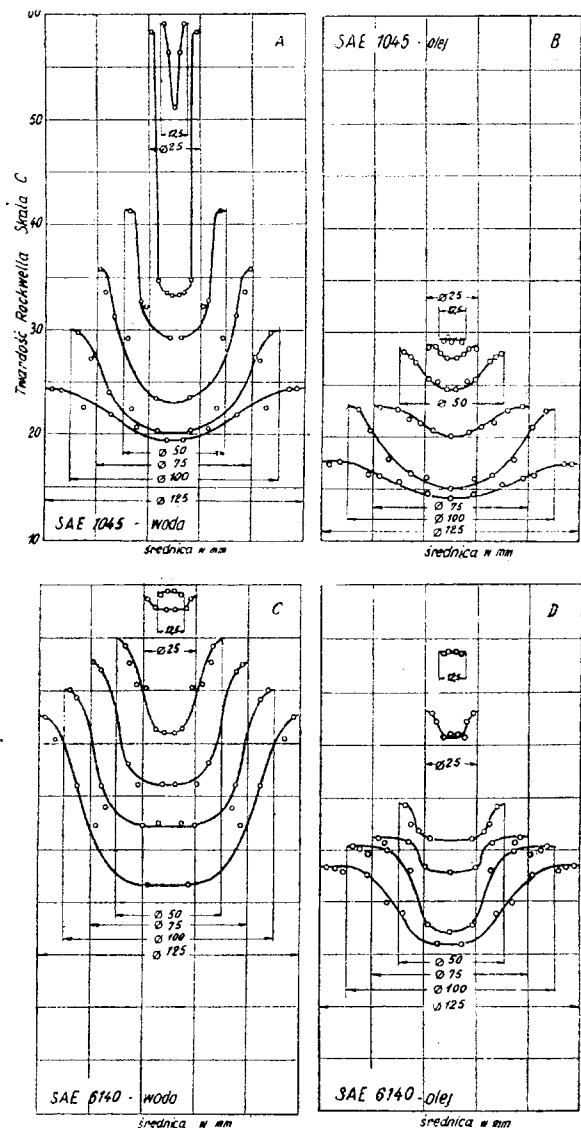 60
A
SAE 1045 - olej
B
50
12,5
Ø 25
Twardość Rockwella Skala C
40
30
Ø 25
12,5
Ø 50
20
Ø 50
Ø 75
Ø 100
Ø 125
Ø 75
Ø 100
Ø 125
10
SAE 1045 - woda
średnica w mm
średnica w mm
C
D
12,5
Ø 25
12,5
Ø 25
Ø 50
Ø 75
Ø 100
Ø 125
Ø 50
Ø 75
Ø 100
Ø 125
SAE 6140 - woda
SAE 6140 - olej
średnica w mm
średnica w mm